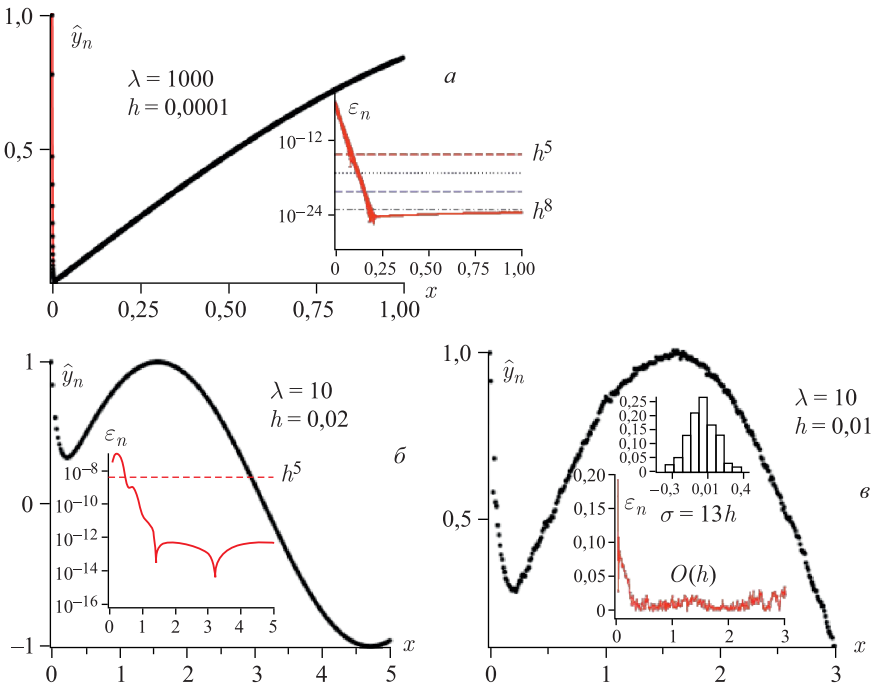 1,0
ŷₙ
λ = 1000
h = 0,0001
а
0,5
εₙ
10⁻¹²
h⁵
10⁻²⁴
h⁸
0 0,25 0,50 0,75 1,00
0 0,25 0,50 0,75 1,00
x
1
ŷₙ
λ = 10
h = 0,02
б
εₙ
10⁻⁸
h⁵
10⁻¹⁰
0
10⁻¹²
10⁻¹⁴
10⁻¹⁶
0 1 2 3 4 5
–1
x
0 1 2 3 4 5
1,0
ŷₙ
λ = 10
h = 0,01
в
0,25
0,20
0,15
0,10
0,05
0
–0,3 0,01 0,4
σ = 13h
0,20
εₙ
0,15
0,10
0,05
0
O(h)
0 1 2 3
0,5
x
0 1 2 3